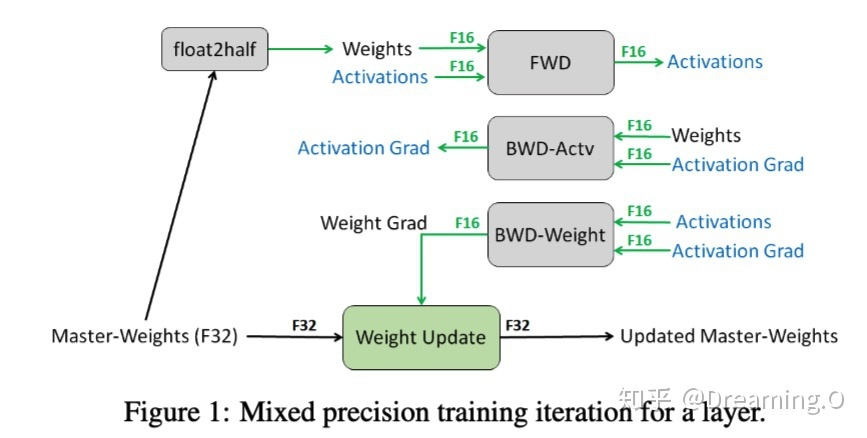 float2half
Weights
F16
Activations
F16
FWD
F16
Activations
Activation Grad
F16
BWD-Actv
F16
Weights
F16
Activation Grad
Weight Grad
F16
BWD-Weight
F16
Activations
F16
Activation Grad
Master-Weights (F32)
F32
Weight Update
F32
Updated Master-Weights
Figure 1: Mixed precision training iteration for a layer.
知乎 @Dreaming.O